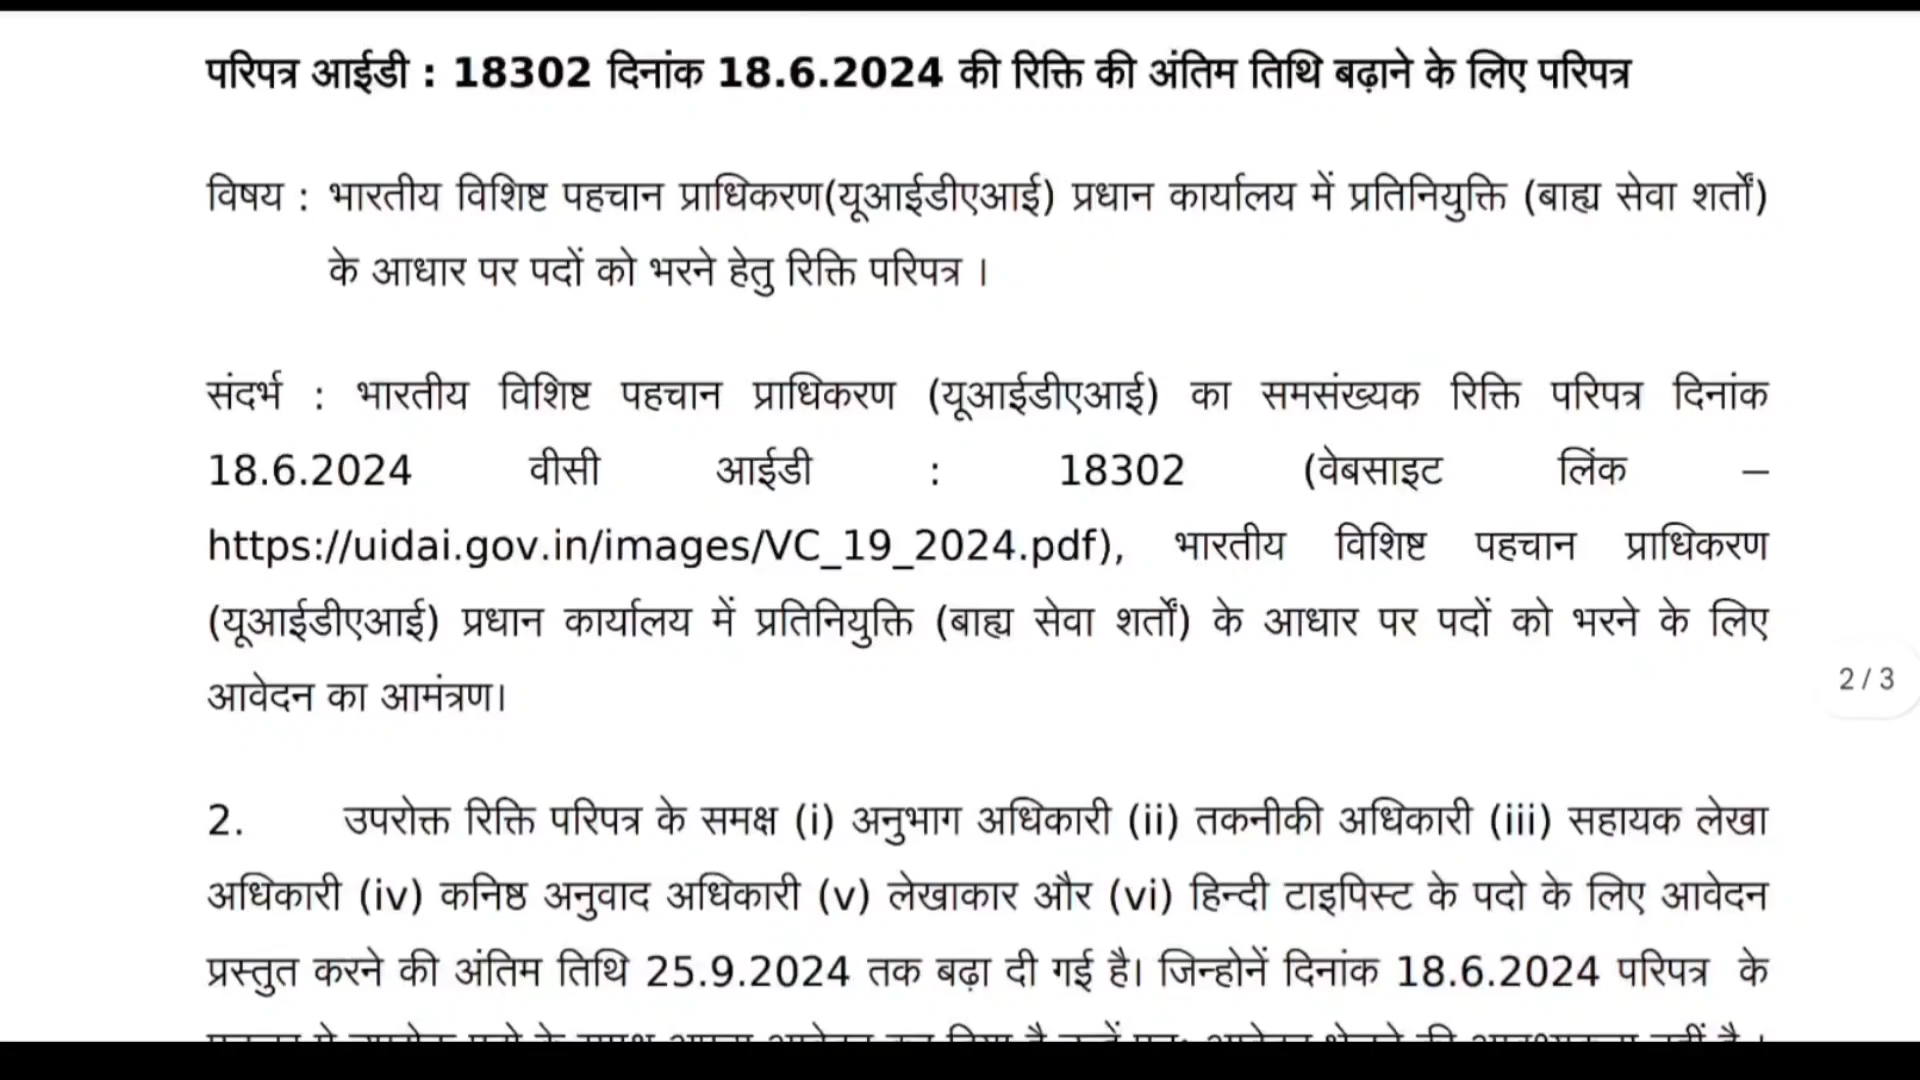 परिपत्र आईडी : 18302 दिनांक 18.6.2024 की रिक्ति की अंतिम तिथि बढ़ाने के लिए परिपत्र
विषय : भारतीय विशिष्ट पहचान प्राधिकरण(यूआईडीएआई) प्रधान कार्यालय में प्रतिनियुक्ति (बाह्य सेवा शर्तों)
के आधार पर पदों को भरने हेतु रिक्ति परिपत्र ।
संदर्भ : भारतीय विशिष्ट पहचान प्राधिकरण (यूआईडीएआई) का समसंख्यक रिक्ति परिपत्र दिनांक
18.6.2024 वीसी आईडी : 18302 (वेबसाइट लिंक –
https://uidai.gov.in/images/VC_19_2024.pdf), भारतीय विशिष्ट पहचान प्राधिकरण
(यूआईडीएआई) प्रधान कार्यालय में प्रतिनियुक्ति (बाह्य सेवा शर्तों) के आधार पर पदों को भरने के लिए
आवेदन का आमंत्रण।
2 / 3
2. उपरोक्त रिक्ति परिपत्र के समक्ष (i) अनुभाग अधिकारी (ii) तकनीकी अधिकारी (iii) सहायक लेखा
अधिकारी (iv) कनिष्ठ अनुवाद अधिकारी (v) लेखाकार और (vi) हिन्दी टाइपिस्ट के पदो के लिए आवेदन
प्रस्तुत करने की अंतिम तिथि 25.9.2024 तक बढ़ा दी गई है। जिन्होनें दिनांक 18.6.2024 परिपत्र के